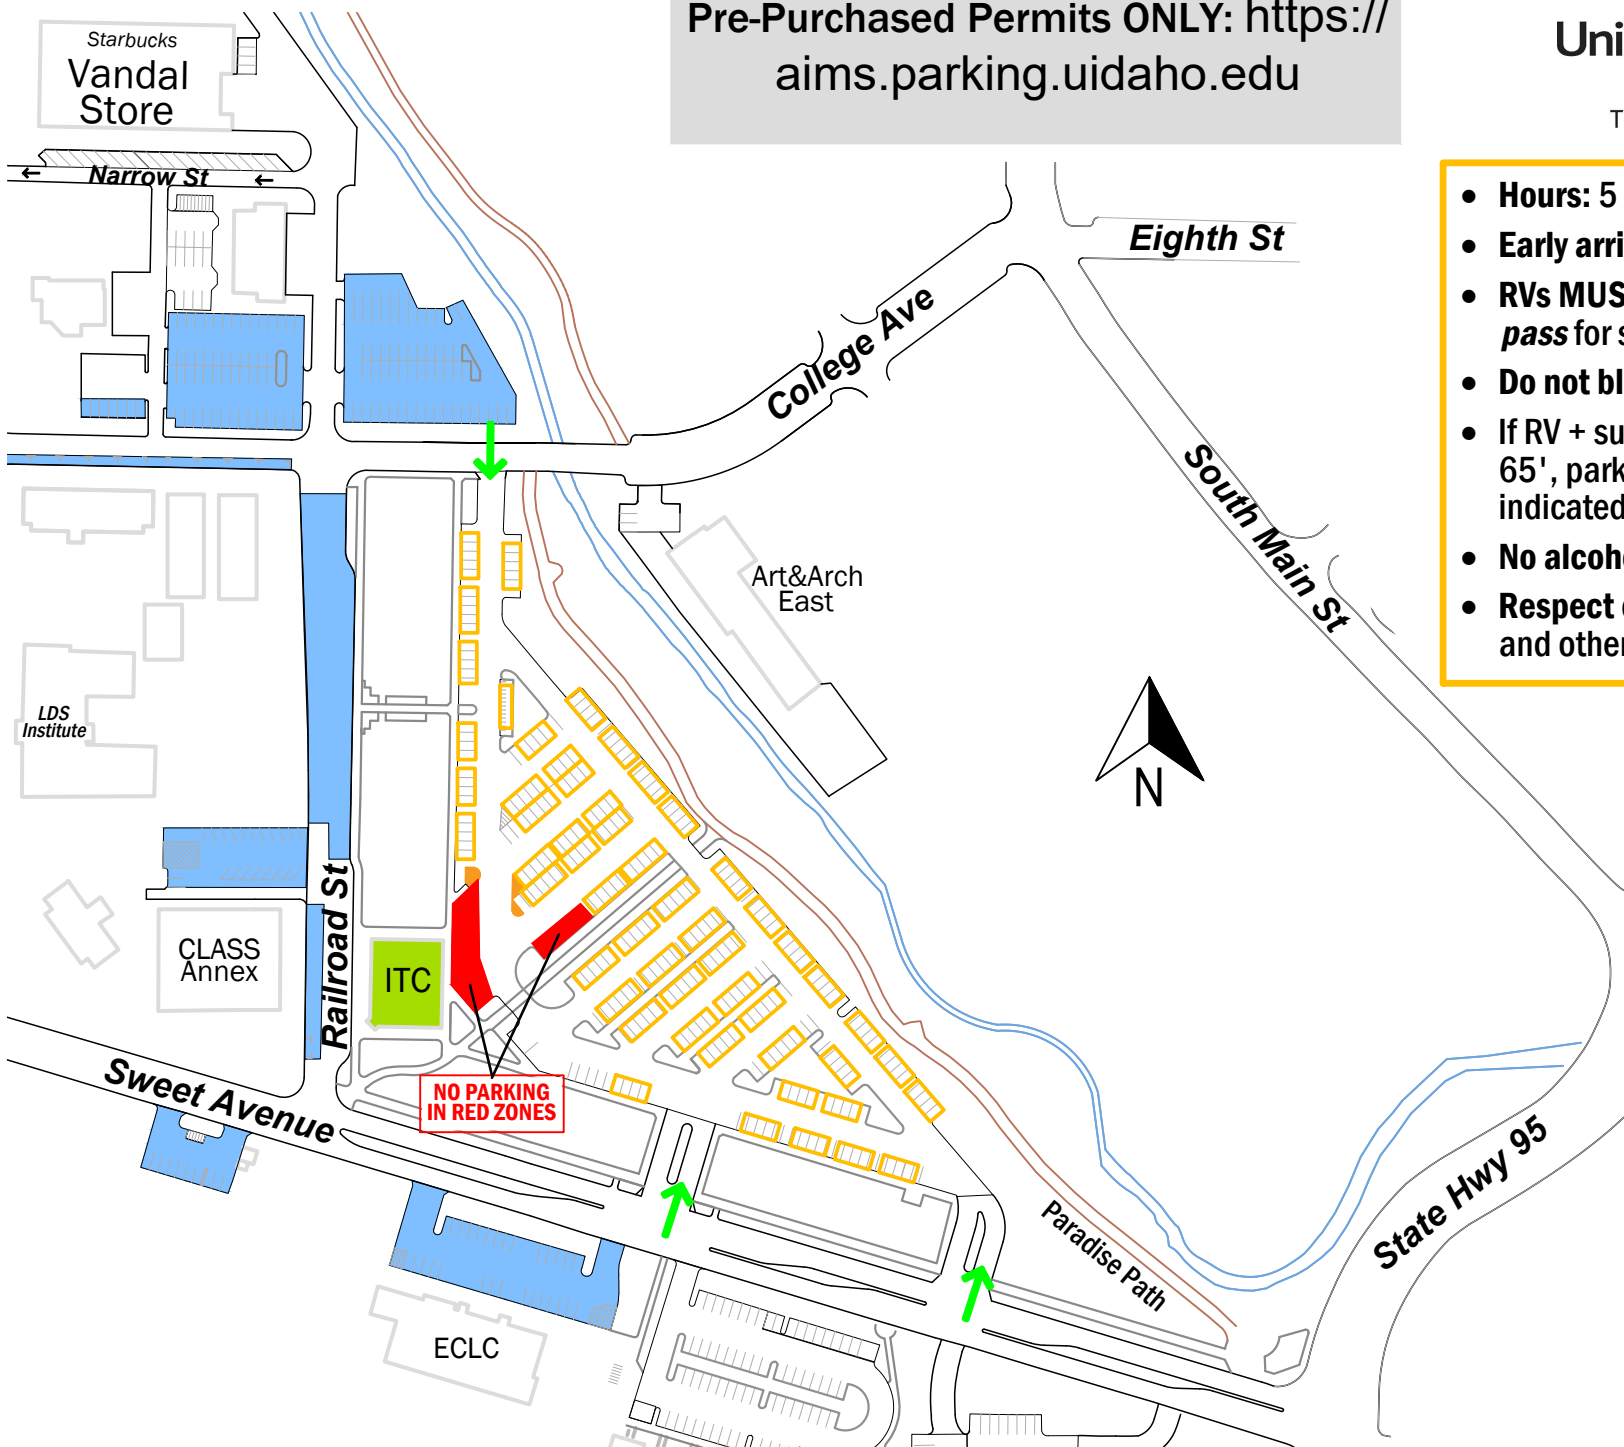 Pre-Purchased Permits ONLY: https://
aims.parking.uidaho.edu
Uni
T
• Hours: 5
• Early arri
• RVs MUS
pass for s
• Do not bl
• If RV + su
65', park
indicated
• No alcoh
• Respect
and other
Starbucks
Vandal
Store
← Narrow St ←
Eighth St
College Ave
South Main St
Art&Arch
East
LDS
Institute
N
CLASS
Annex
Railroad St
ITC
NO PARKING
IN RED ZONES
Sweet Avenue
Paradise Path
State Hwy 95
ECLC